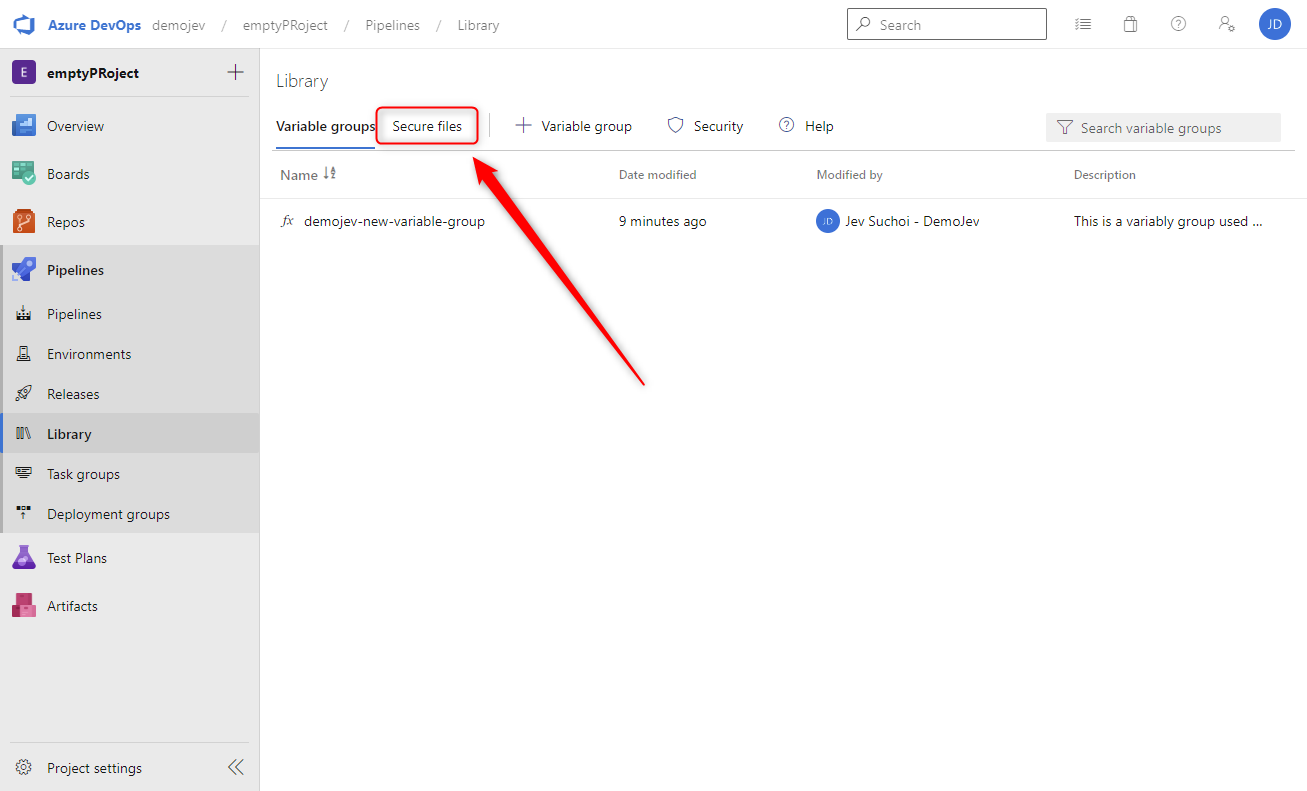 Azure DevOps demojev / emptyPRoject / Pipelines / Library Search JD
E emptyPRoject
Overview
Boards
Repos
Pipelines
Pipelines
Environments
Releases
Library
Task groups
Deployment groups
Test Plans
Artifacts
Project settings
Library
Variable groups Secure files Variable group Security Help Search variable groups
Name Date modified Modified by Description
fx demojev-new-variable-group 9 minutes ago JD Jev Suchoi - DemoJev This is a variably group used ...